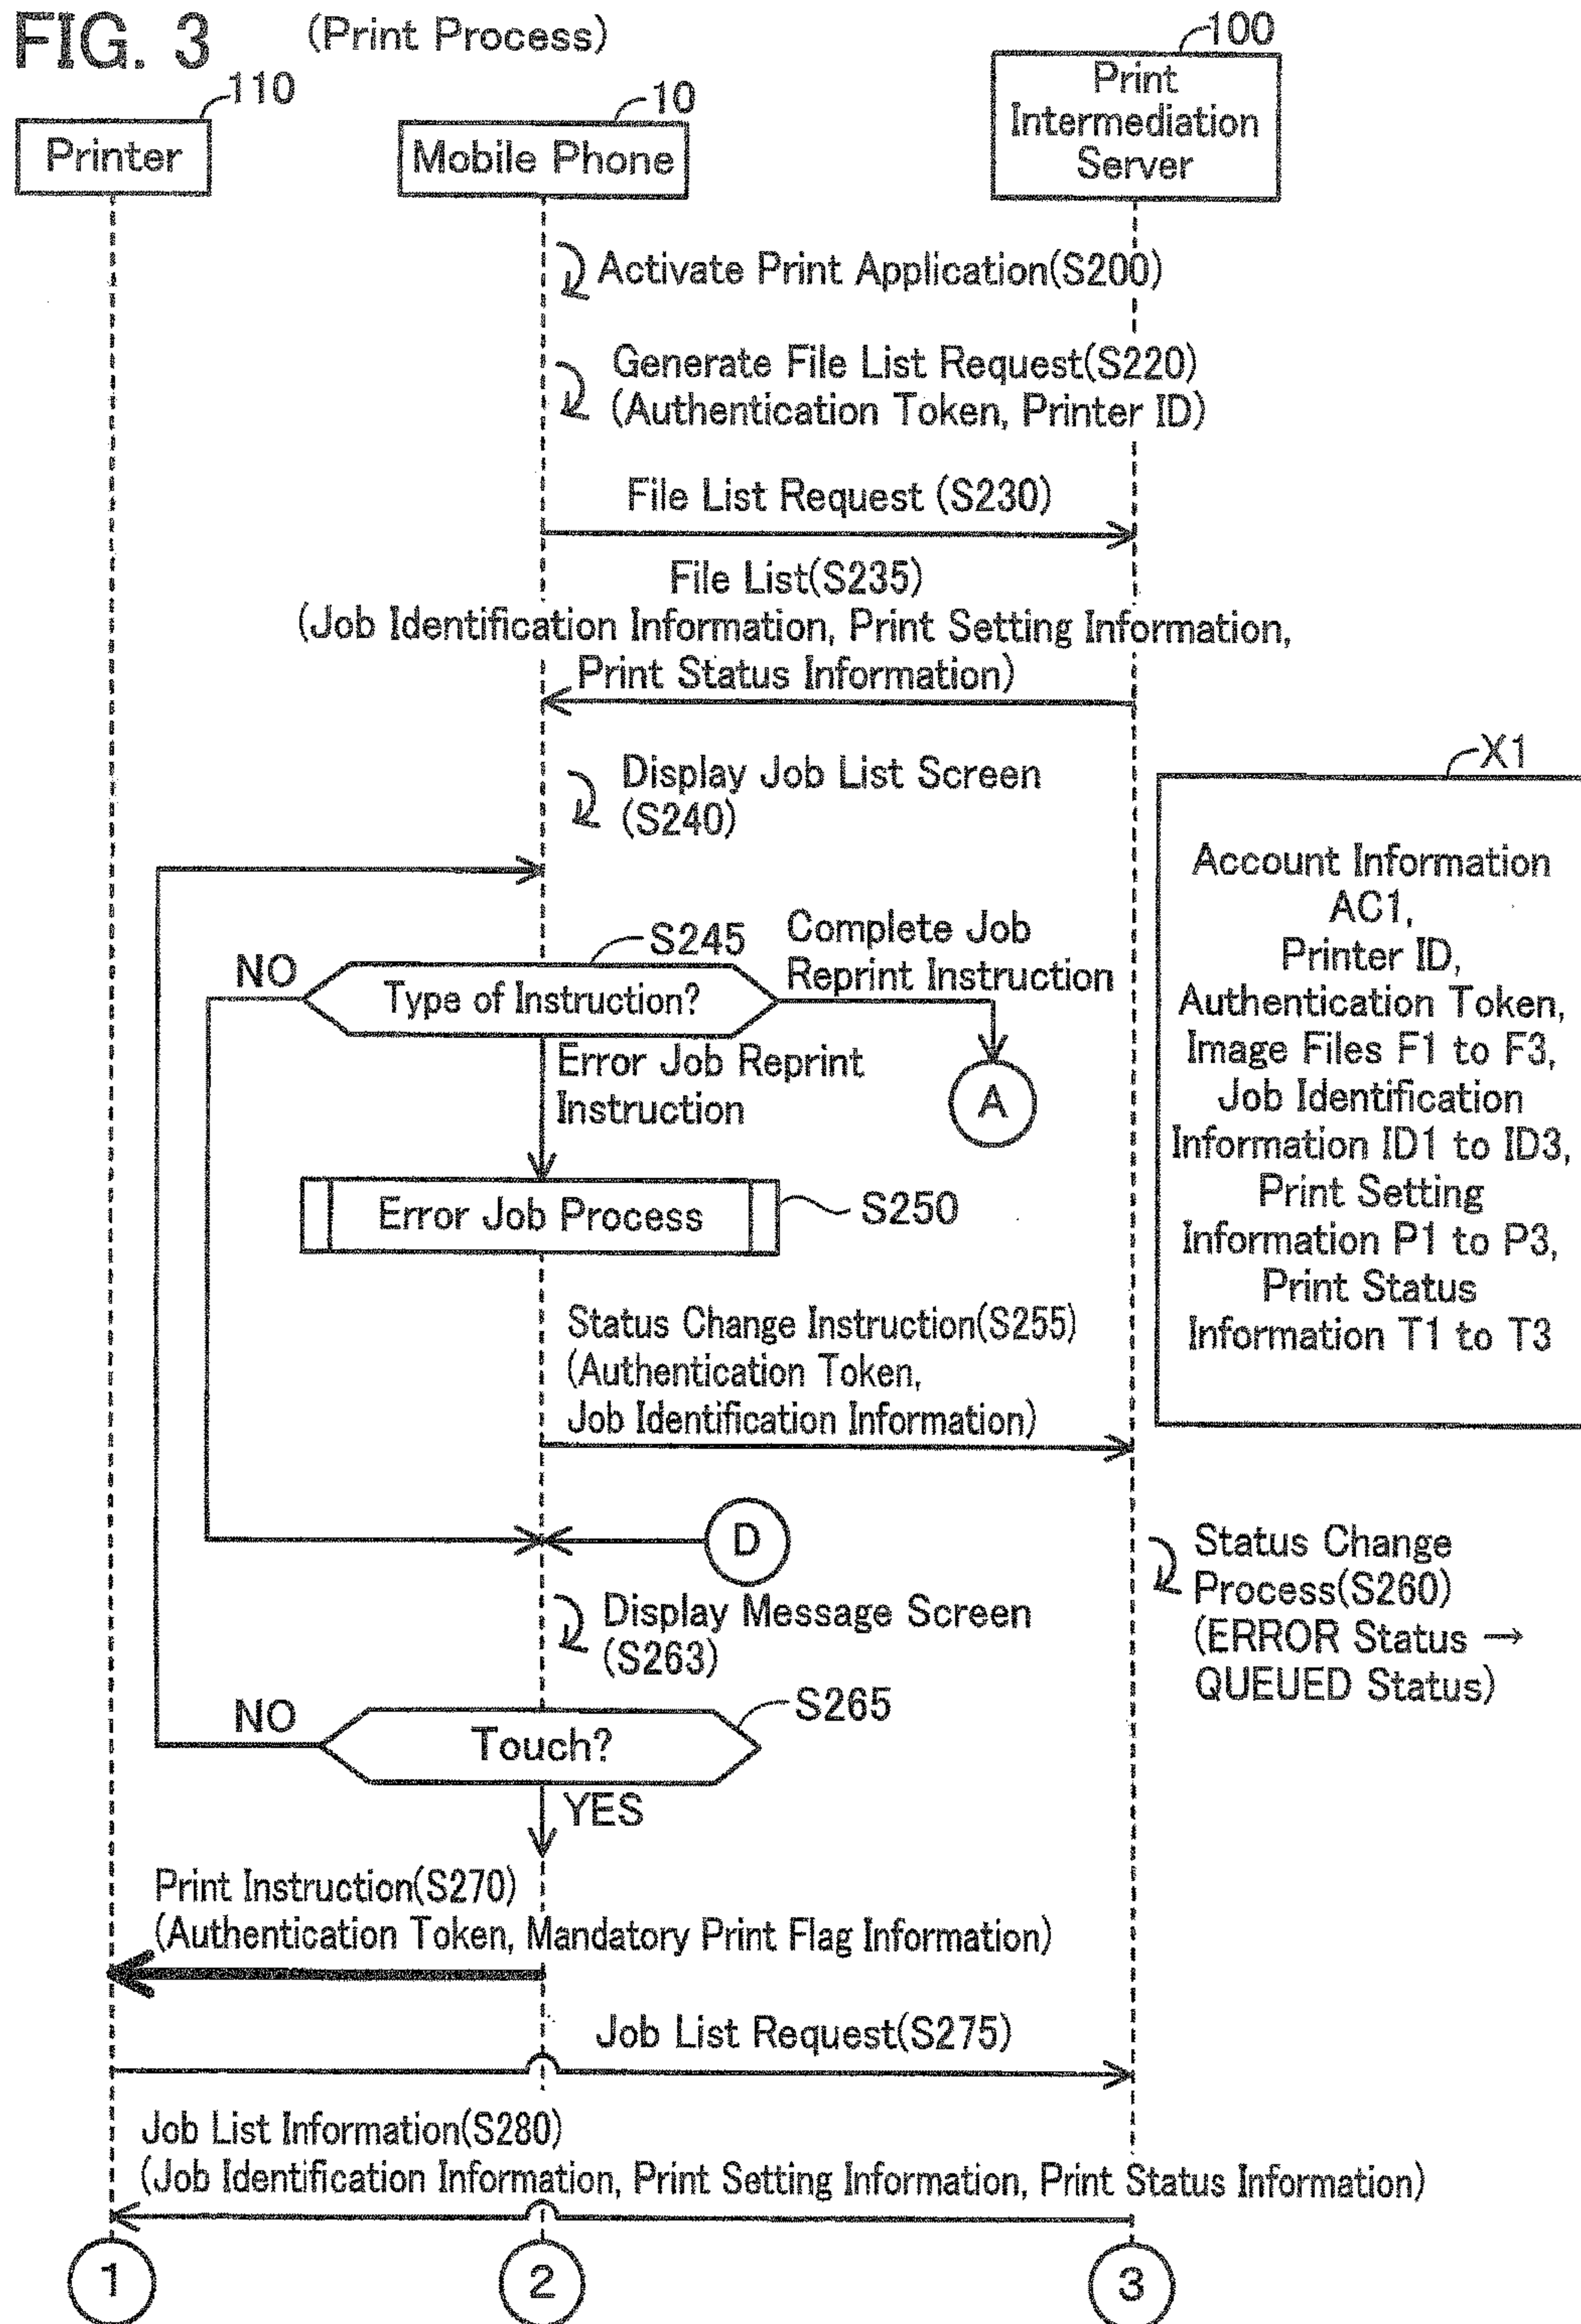 FIG. 3 (Print Process)
100
110
10
Print
Intermediation
Server
Printer
Mobile Phone
Activate Print Application(S200)
Generate File List Request(S220)
(Authentication Token, Printer ID)
File List Request (S230)
File List(S235)
(Job Identification Information, Print Setting Information,
Print Status Information)
Display Job List Screen
(S240)
X1
Account Information
AC1,
Printer ID,
Authentication Token,
Image Files F1 to F3,
Job Identification
Information ID1 to ID3,
Print Setting
Information P1 to P3,
Print Status
Information T1 to T3
S245
Complete Job
Reprint Instruction
NO
Type of Instruction?
Error Job Reprint
Instruction
A
Error Job Process
S250
Status Change Instruction(S255)
(Authentication Token,
Job Identification Information)
D
Status Change
Process(S260)
(ERROR Status →
QUEUED Status)
Display Message Screen
(S263)
NO
S265
Touch?
YES
Print Instruction(S270)
(Authentication Token, Mandatory Print Flag Information)
Job List Request(S275)
Job List Information(S280)
(Job Identification Information, Print Setting Information, Print Status Information)
1
2
3